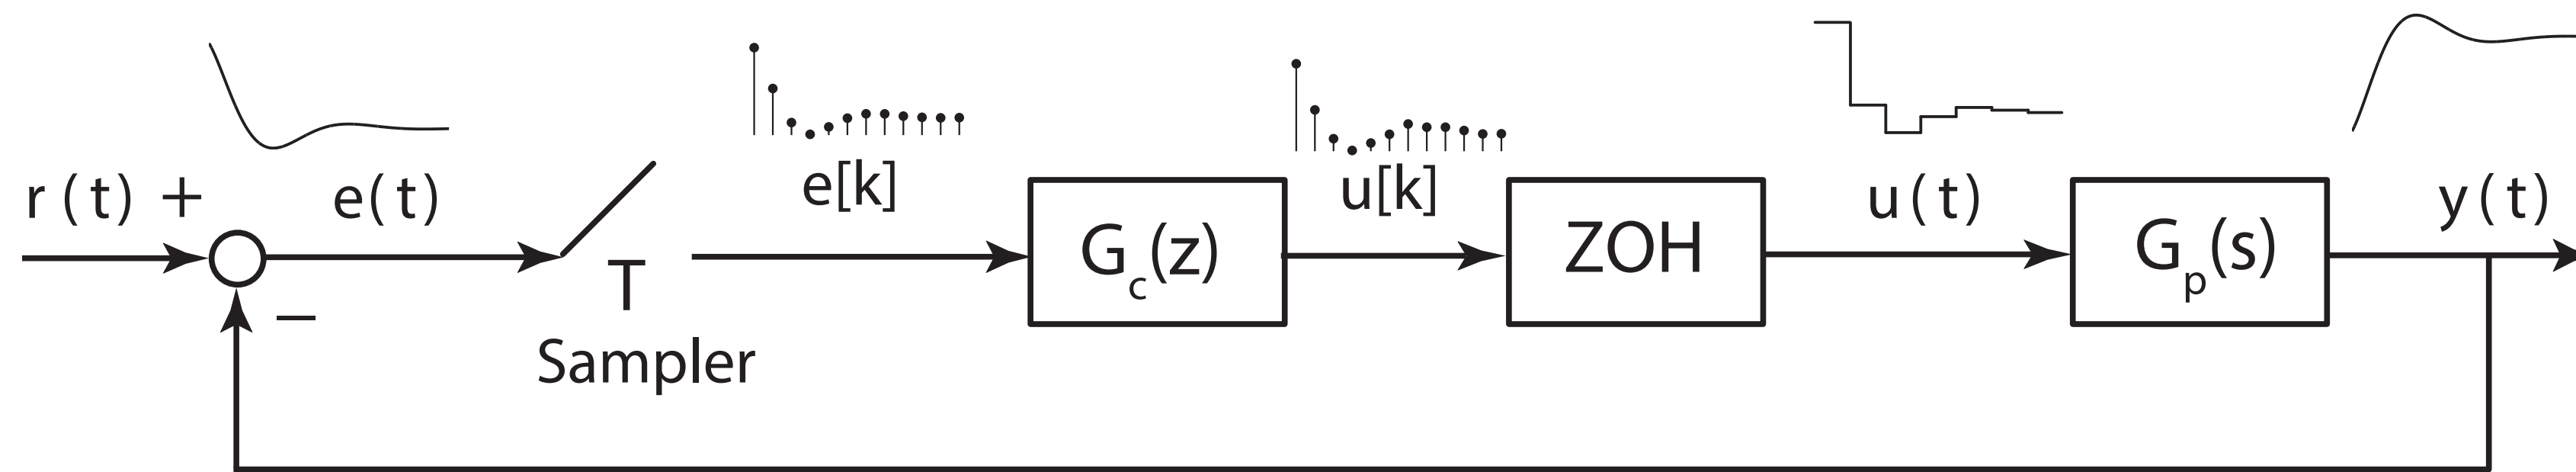 r(t) +
e(t)
−
T
Sampler
e[k]
Gc(z)
u[k]
ZOH
u(t)
Gp(s)
y(t)